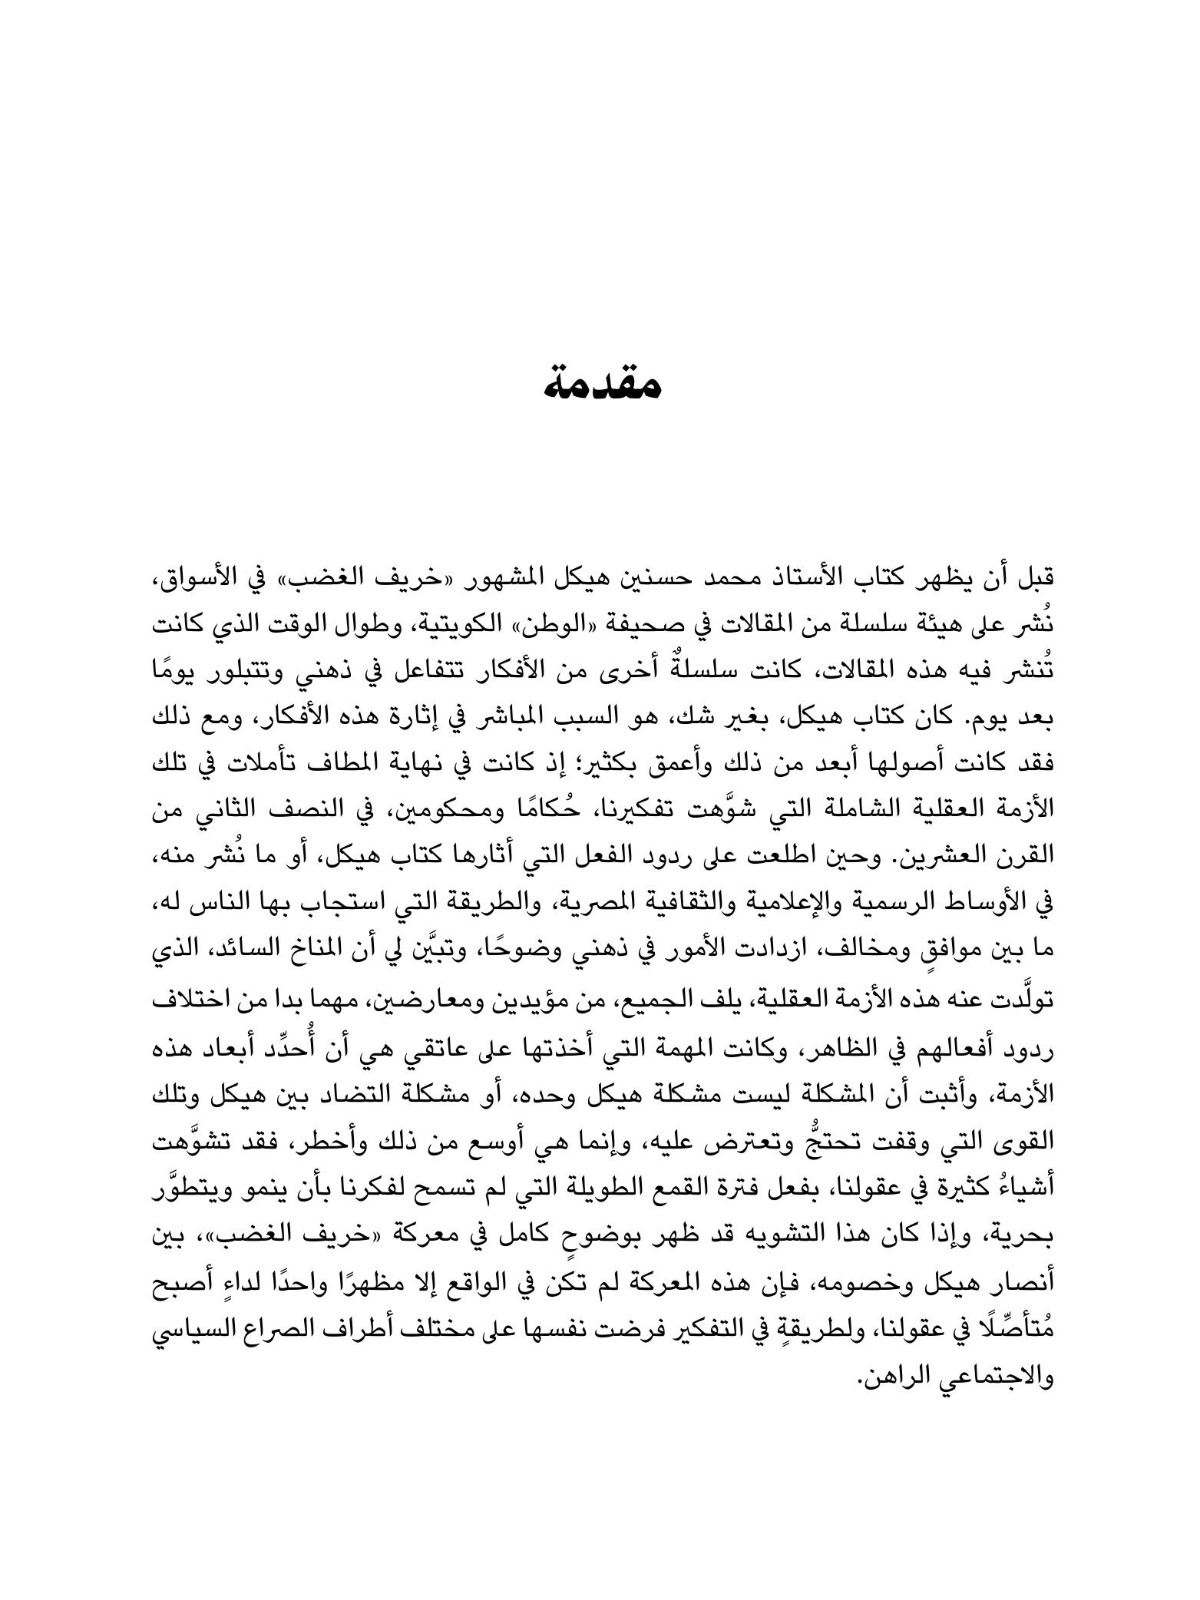 مقدمة
قبل أن يظهر كتاب الأستاذ محمد حسنين هيكل المشهور «خريف الغضب» في الأسواق،
نُشر على هيئة سلسلة من المقالات في صحيفة «الوطن» الكويتية، وطوال الوقت الذي كانت
تُنشر فيه هذه المقالات، كانت سلسلةٌ أخرى من الأفكار تتفاعل في ذهني وتتبلور يومًا
بعد يوم. كان كتاب هيكل، بغير شك، هو السبب المباشر في إثارة هذه الأفكار، ومع ذلك
فقد كانت أصولها أبعد من ذلك وأعمق بكثير؛ إذ كانت في نهاية المطاف تأملات في تلك
الأزمة العقلية الشاملة التي شوَّهت تفكيرنا، حُكامًا ومحكومين، في النصف الثاني من
القرن العشرين. وحين اطلعت على ردود الفعل التي أثارها كتاب هيكل، أو ما نُشر منه،
في الأوساط الرسمية والإعلامية والثقافية المصرية، والطريقة التي استجاب بها الناس له،
ما بين موافقٍ ومخالف، ازدادت الأمور في ذهني وضوحًا، وتبيَّن لي أن المناخ السائد، الذي
تولَّدت عنه هذه الأزمة العقلية، يلف الجميع، من مؤيدين ومعارضين، مهما بدا من اختلاف
ردود أفعالهم في الظاهر، وكانت المهمة التي أخذتها على عاتقي هي أن أُحدِّد أبعاد هذه
الأزمة، وأثبت أن المشكلة ليست مشكلة هيكل وحده، أو مشكلة التضاد بين هيكل وتلك
القوى التي وقفت تحتجُّ وتعترض عليه، وإنما هي أوسع من ذلك وأخطر، فقد تشوَّهت
أشياءُ كثيرة في عقولنا، بفعل فترة القمع الطويلة التي لم تسمح لفكرنا بأن ينمو ويتطوَّر
بحرية، وإذا كان هذا التشويه قد ظهر بوضوحٍ كامل في معركة «خريف الغضب»، بين
أنصار هيكل وخصومه، فإن هذه المعركة لم تكن في الواقع إلا مظهرًا واحدًا لداءٍ أصبح
مُتأصِّلًا في عقولنا، ولطريقةٍ في التفكير فرضت نفسها على مختلف أطراف الصراع السياسي
والاجتماعي الراهن.